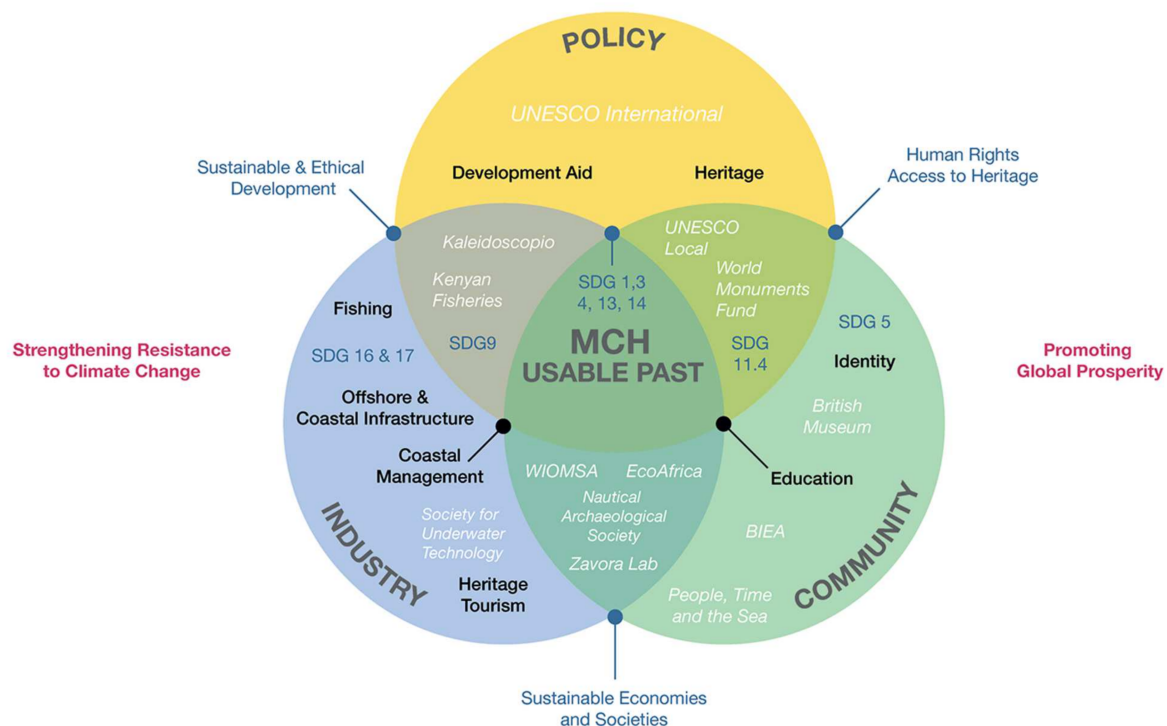 POLICY
UNESCO International
Sustainable & Ethical
Development
Human Rights
Access to Heritage
Development Aid
Heritage
Kaleidoscopio
UNESCO
Local
Kenyan
Fisheries
SDG 1,3
4, 13, 14
World
Monuments
Fund
Fishing
SDG 5
SDG 16 & 17
SDG9
MCH
USABLE PAST
SDG
11.4
Identity
Strengthening Resistance
to Climate Change
Promoting
Global Prosperity
Offshore &
Coastal Infrastructure
British
Museum
Coastal
Management
WIOMSA
EcoAfrica
Education
Nautical
Archaeological
Society
Society for
Underwater
Technology
BIEA
Zavora Lab
INDUSTRY
COMMUNITY
Heritage
Tourism
People, Time
and the Sea
Sustainable Economies
and Societies